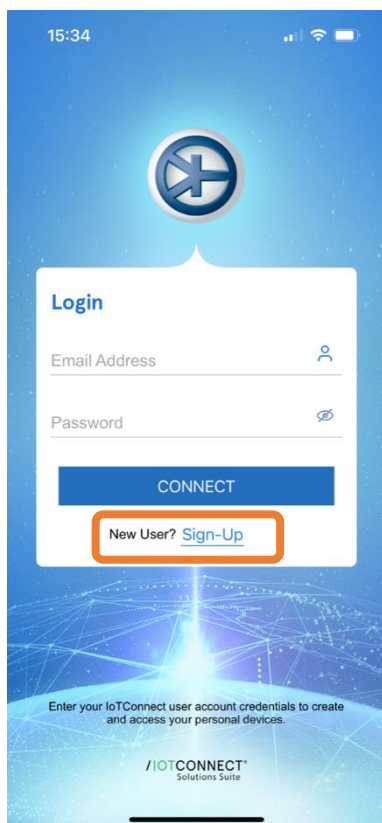 15:34
Login
Email Address
Password
CONNECT
New User? Sign-Up
Enter your IoTConnect user account credentials to create
and access your personal devices.
/IOTCONNECT®
Solutions Suite